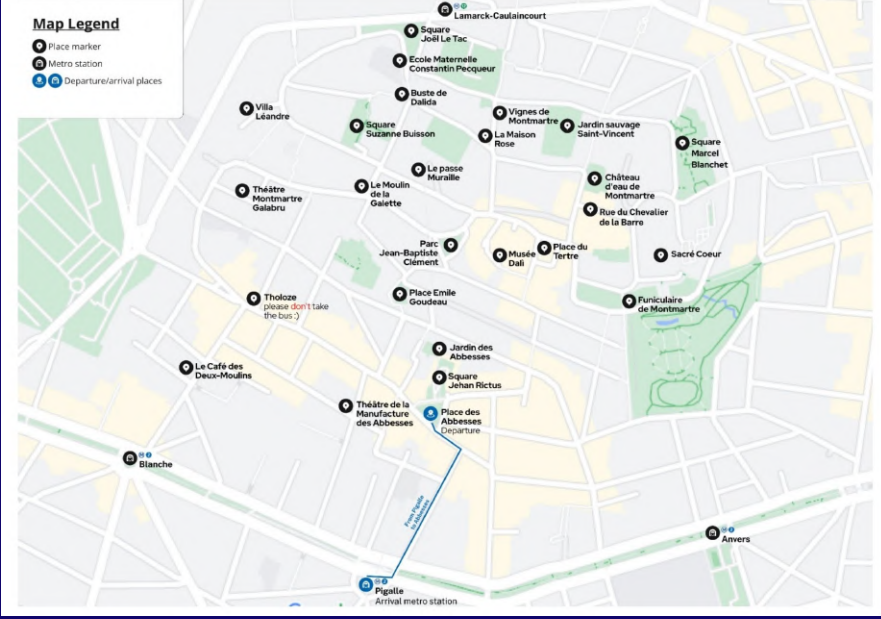 Map Legend
Place marker
Metro station
Departure/arrival places
Lamarck-Caulaincourt
Square
Joël Le Tac
Ecole Maternelle
Constantin Pecqueur
Buste de
Dalida
Villa
Léandre
Square
Suzanne Buisson
Vignes de
Montmartre
La Maison
Rose
Jardin sauvage
Saint-Vincent
Square
Marcel
Blanchet
Le passe
Muraille
Château
d'eau de
Montmartre
Théâtre
Montmartre
Galabru
Le Moulin
de la
Galette
Rue du Chevalier
de la Barre
Parc
Jean-Baptiste
Clément
Musée
Dalì
Place du
Tertre
Sacré Coeur
Tholoze
please don't take
the bus :)
Place Emile
Goudeau
Funiculaire
de Montmartre
Jardin des
Abbesses
Le Café des
Deux-Moulins
Square
Jehan Rictus
Théâtre de la
Manufacture
des Abbesses
Place des
Abbesses
Departure
Blanche
From Pigalle
to Abbesses
Anvers
Pigalle
Arrival metro station